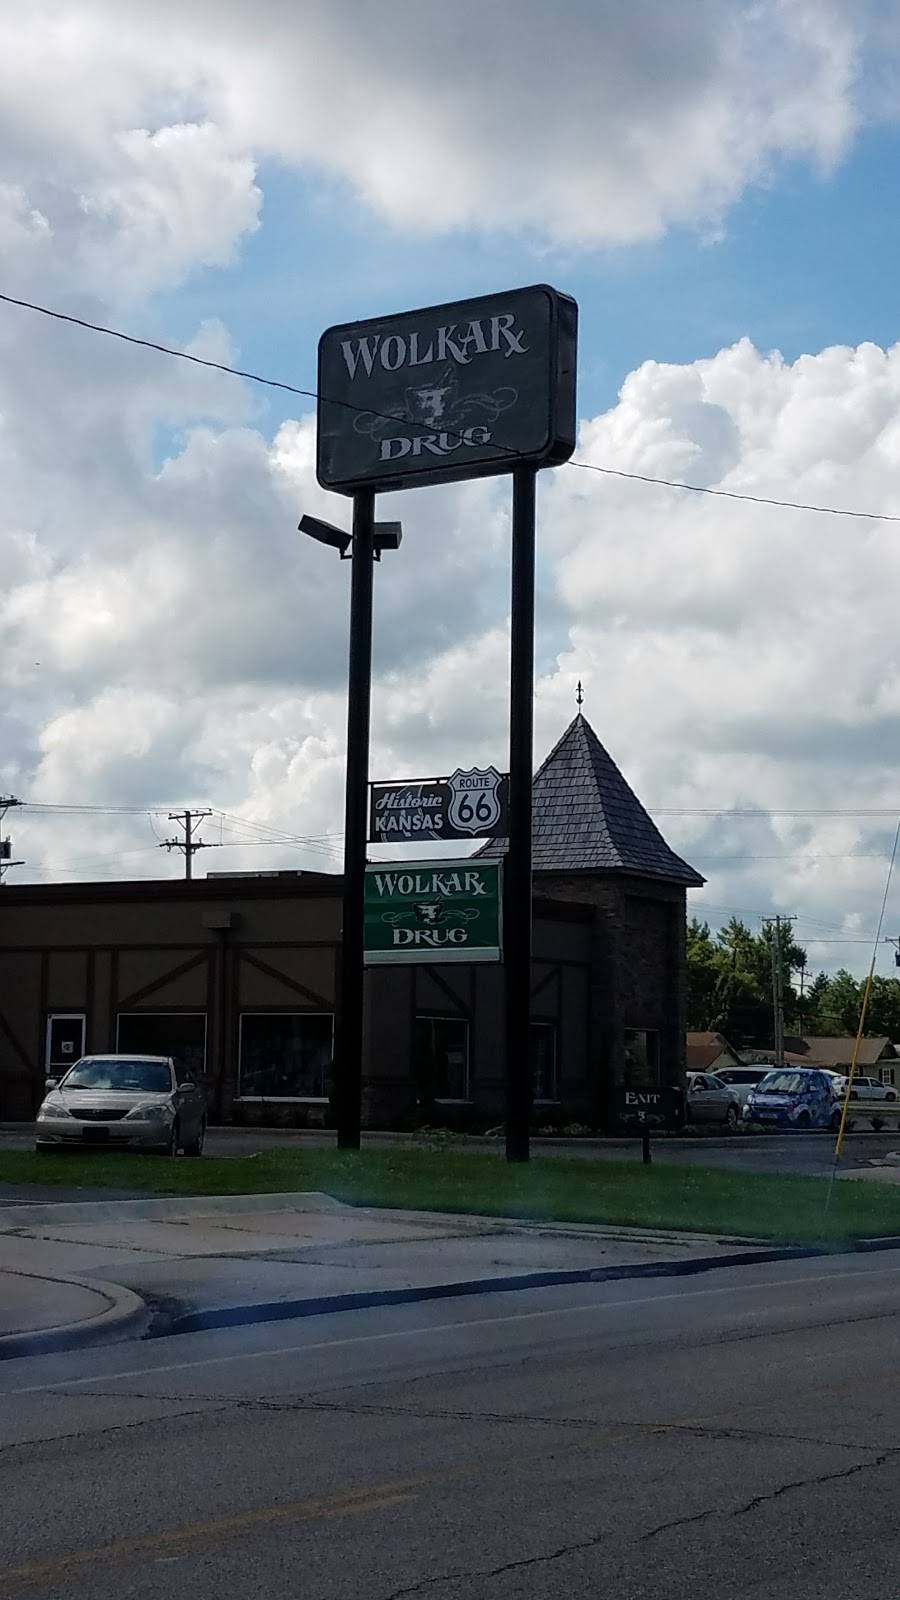 WOLKAR℞
DRUG
Historic
KANSAS
ROUTE
66
WOLKAR℞
DRUG
EXIT